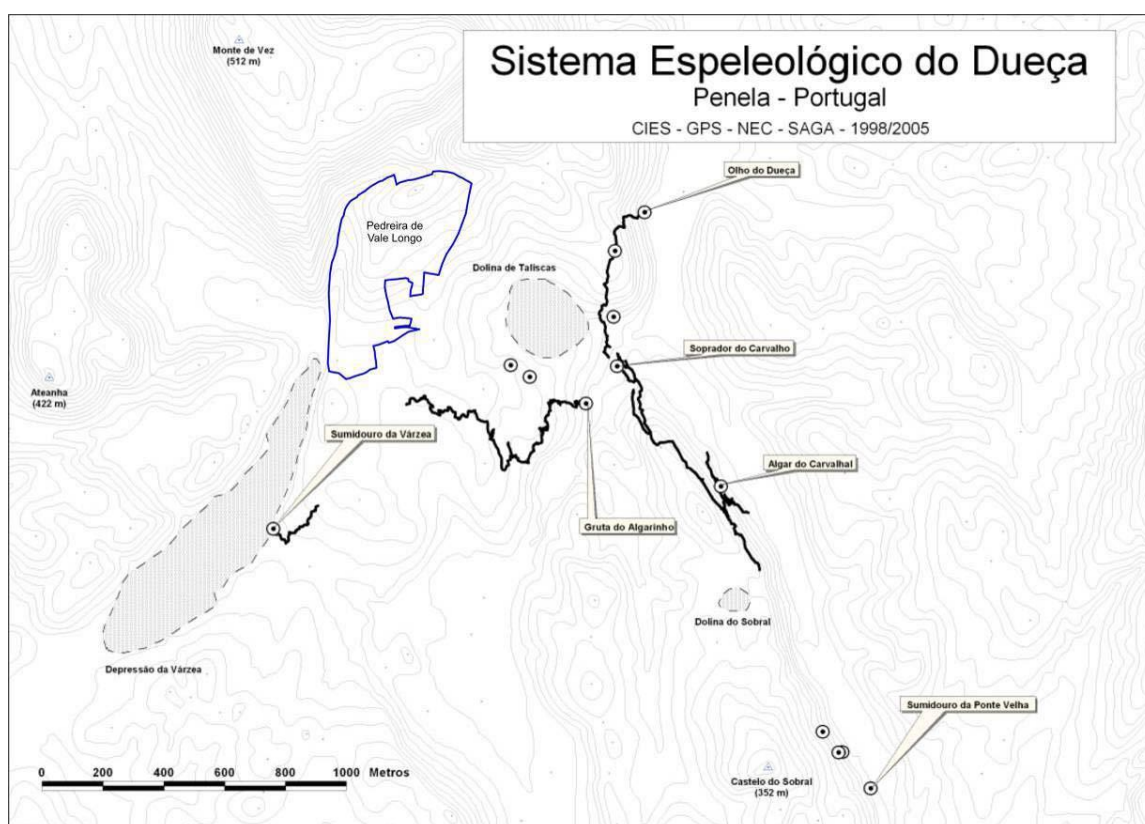 Monte de Vez
(512 m)
Sistema Espeleológico do Dueça
Penela - Portugal
CIES - GPS - NEC - SAGA - 1998/2005
Olho do Dueça
Pedreira de
Vale Longo
Dolina de Taliscas
Soprador do Carvalho
Ateanha
(422 m)
Sumidouro da Várzea
Algar do Carvalhal
Gruta do Algarinho
Dolina do Sobral
Depressão da Várzea
Sumidouro da Ponte Velha
0 200 400 600 800 1000 Metros
Castelo do Sobral
(352 m)